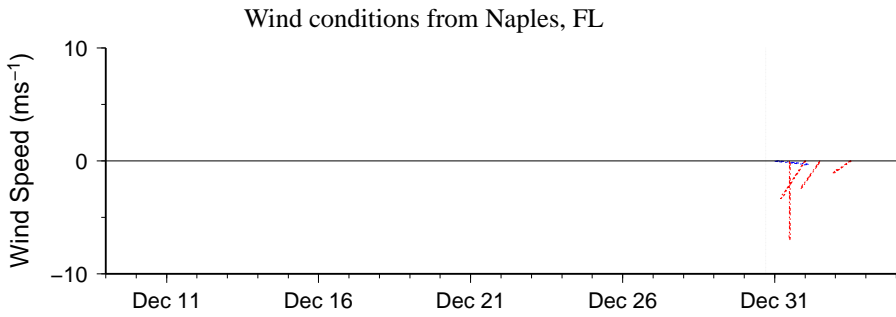 Wind conditions from Naples, FL
Wind Speed (ms⁻¹)
10
0
−10
Dec 11 Dec 16 Dec 21 Dec 26 Dec 31